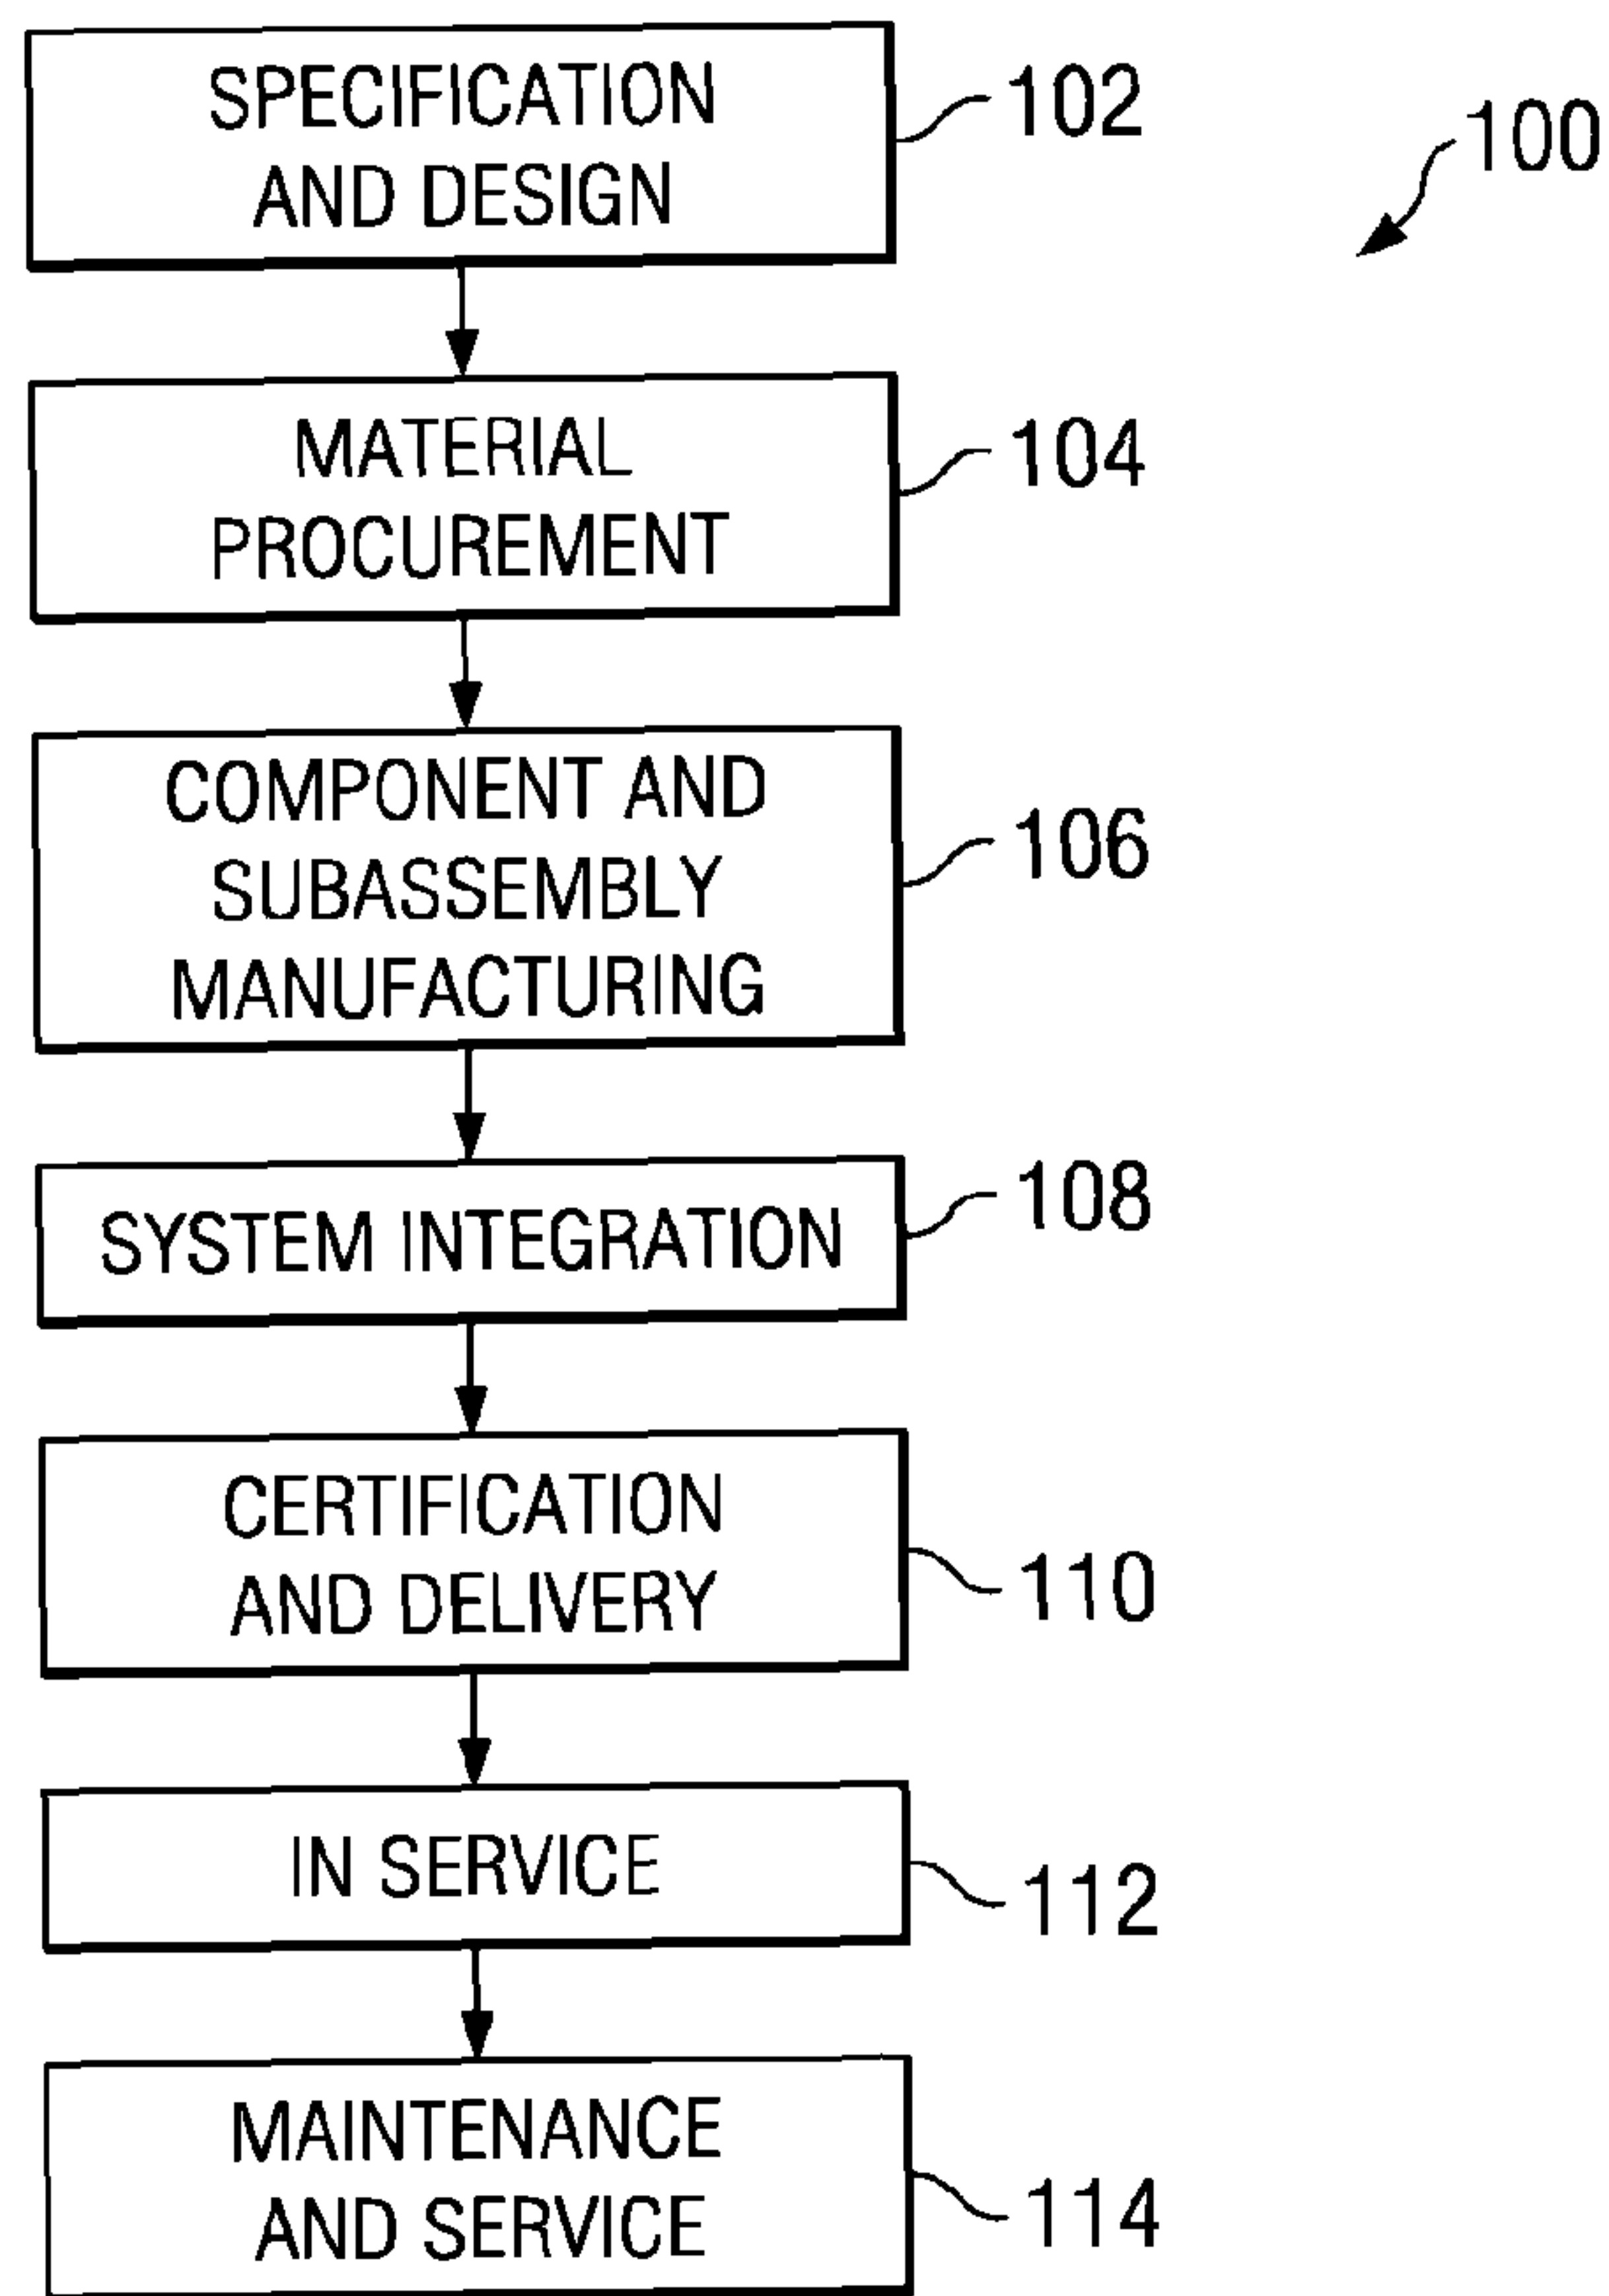 SPECIFICATION
AND DESIGN
102
100
MATERIAL
PROCUREMENT
104
COMPONENT AND
SUBASSEMBLY
MANUFACTURING
106
SYSTEM INTEGRATION
108
CERTIFICATION
AND DELIVERY
110
IN SERVICE
112
MAINTENANCE
AND SERVICE
114